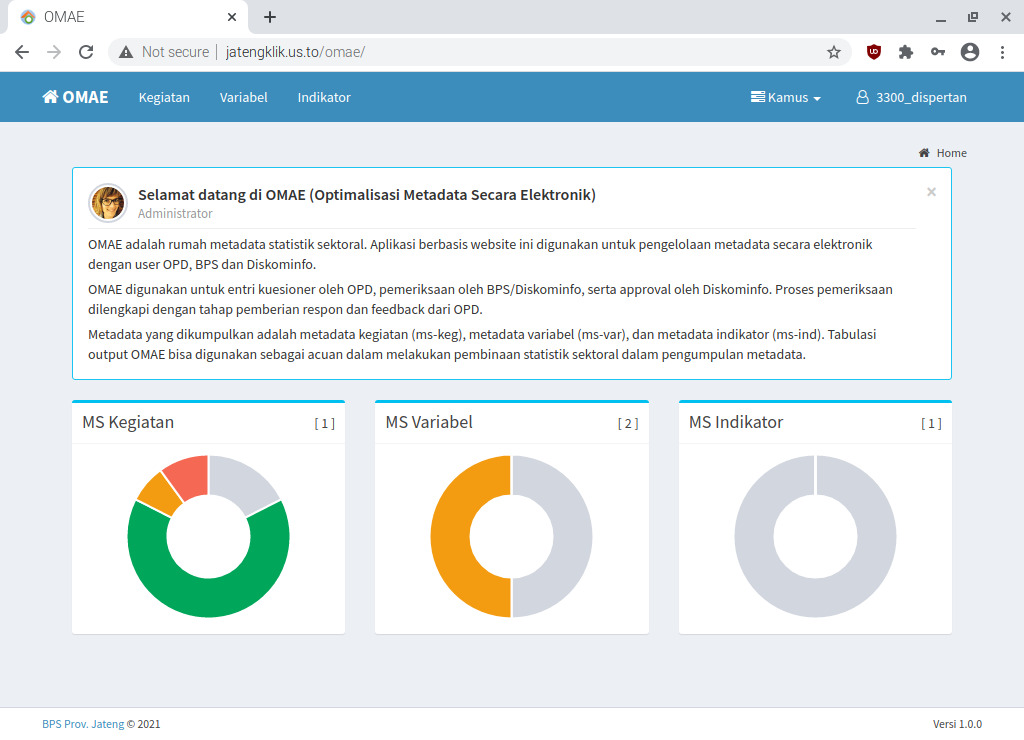 OMAE
Not secure
jatengklik.us.to/omae/
OMAE
Kegiatan
Variabel
Indikator
Kamus
3300_dispertan
Home
Selamat datang di OMAE (Optimalisasi Metadata Secara Elektronik)
Administrator
OMAE adalah rumah metadata statistik sektoral. Aplikasi berbasis website ini digunakan untuk pengelolaan metadata secara elektronik
dengan user OPD, BPS dan Diskominfo.
OMAE digunakan untuk entri kuesioner oleh OPD, pemeriksaan oleh BPS/Diskominfo, serta approval oleh Diskominfo. Proses pemeriksaan
dilengkapi dengan tahap pemberian respon dan feedback dari OPD.
Metadata yang dikumpulkan adalah metadata kegiatan (ms-keg), metadata variabel (ms-var), dan metadata indikator (ms-ind). Tabulasi
output OMAE bisa digunakan sebagai acuan dalam melakukan pembinaan statistik sektoral dalam pengumpulan metadata.
MS Kegiatan [ 1 ]
MS Variabel [ 2 ]
MS Indikator [ 1 ]
BPS Prov. Jateng © 2021
Versi 1.0.0